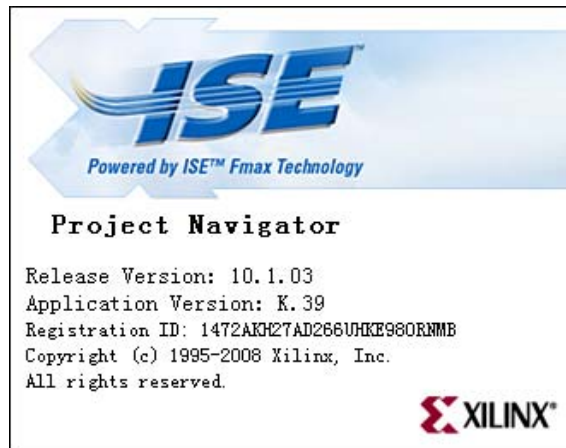 ISE™
Powered by ISE™ Fmax Technology
Project Navigator
Release Version: 10.1.03
Application Version: K.39
Registration ID: 1472AKH27AD266UHKE980RNMB
Copyright (c) 1995-2008 Xilinx, Inc.
All rights reserved.
XILINX®